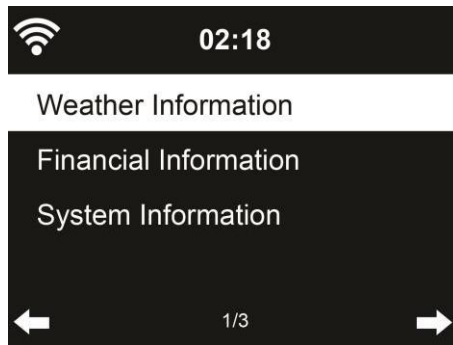 02:18
Weather Information
Financial Information
System Information
1/3